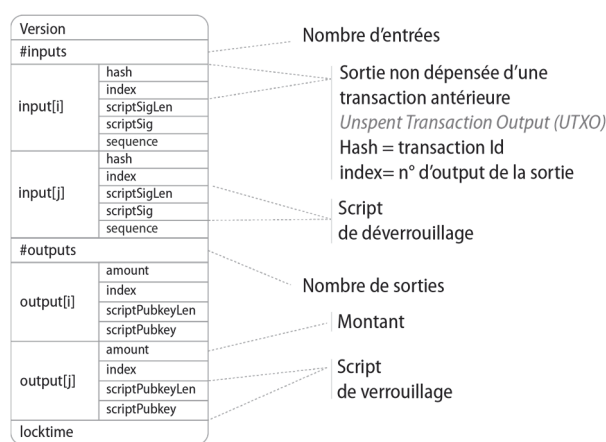 Version
#inputs
input[i]
hash
index
scriptSigLen
scriptSig
sequence
input[j]
hash
index
scriptSigLen
scriptSig
sequence
#outputs
output[i]
amount
index
scriptPubkeyLen
scriptPubkey
output[j]
amount
index
scriptPubkeyLen
scriptPubkey
locktime
Nombre d'entrées
Sortie non dépensée d'une
transaction antérieure
Unspent Transaction Output (UTXO)
Hash = transaction Id
index= n° d'output de la sortie
Script
de déverrouillage
Nombre de sorties
Montant
Script
de verrouillage